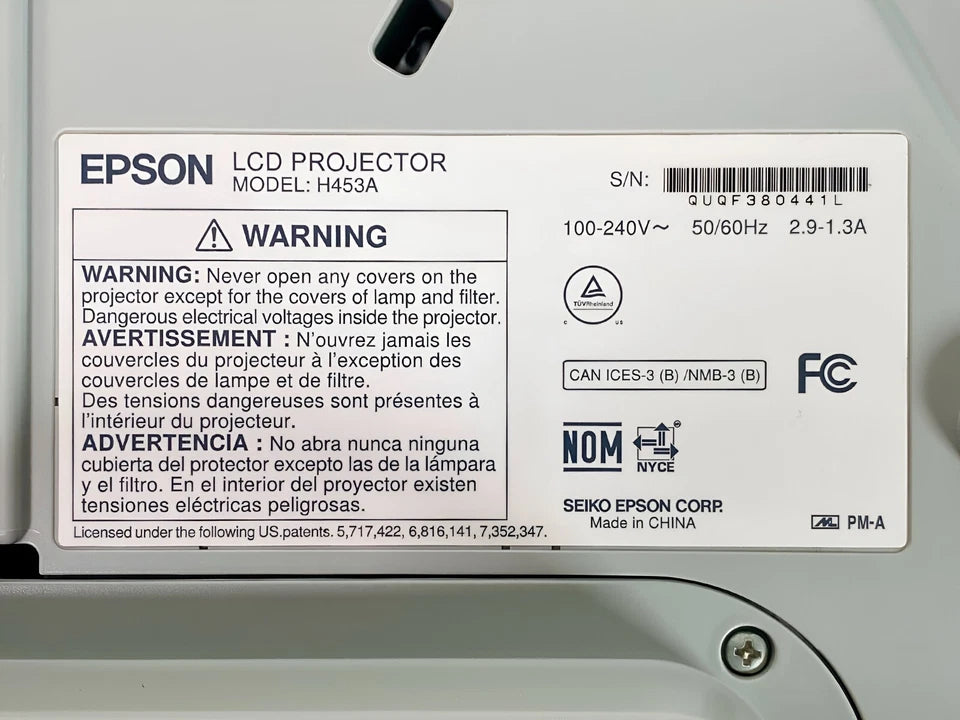 EPSON LCD PROJECTOR
MODEL: H453A
S/N:
QUQF380441L
100-240V～ 50/60Hz 2.9-1.3A
WARNING
WARNING: Never open any covers on the
projector except for the covers of lamp and filter.
Dangerous electrical voltages inside the projector.
AVERTISSEMENT : N'ouvrez jamais les
couvercles du projecteur à l'exception des
couvercles de lampe et de filtre.
Des tensions dangereuses sont présentes à
l'intérieur du projecteur.
ADVERTENCIA : No abra nunca ninguna
cubierta del protector excepto las de la lámpara
y el filtro. En el interior del proyector existen
tensiones eléctricas peligrosas.
Licensed under the following US.patents. 5,717,422, 6,816,141, 7,352,347.
TÜVRheinland
C US
CAN ICES-3 (B) /NMB-3 (B)
FC
NOM
NYCE
SEIKO EPSON CORP.
Made in CHINA
PM-A